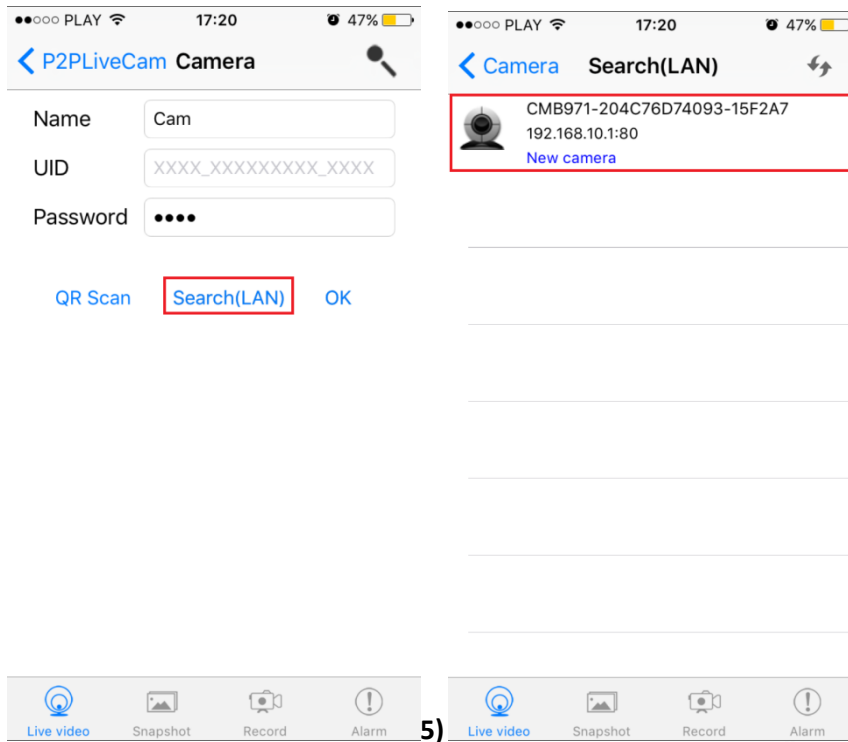 PLAY 17:20 47%
P2PLiveCam Camera
Name Cam
UID XXXX_XXXXXXXXX_XXXX
Password ••••
QR Scan Search(LAN) OK
Live video Snapshot Record Alarm
5)
PLAY 17:20 47%
Camera Search(LAN)
CMB971-204C76D74093-15F2A7
192.168.10.1:80
New camera
Live video Snapshot Record Alarm